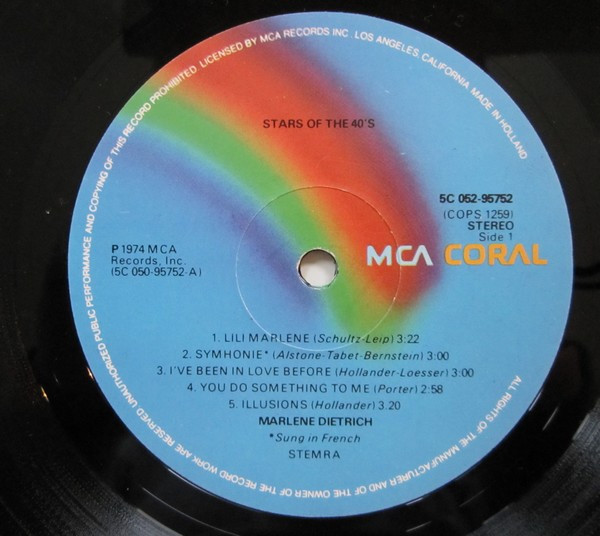 UNAUTHORIZED PUBLIC PERFORMANCE AND COPYING OF THIS RECORD PROHIBITED. LICENSED BY MCA RECORDS INC. LOS ANGELES, CALIFORNIA. MADE IN HOLLAND
STARS OF THE 40'S
5C 052-95752
(COPS 1259)
STEREO
Side 1
P 1974 MCA
Records, Inc.
(5C 050-95752-A)
MCA CORAL
1. LILI MARLENE (Schultz-Leip) 3:22
2. SYMHONIE* (Alstone-Tabet-Bernstein) 3:00
3. I'VE BEEN IN LOVE BEFORE (Hollander-Loesser) 3:00
4. YOU DO SOMETHING TO ME (Porter) 2:58
5. ILLUSIONS (Hollander) 3.20
MARLENE DIETRICH
*Sung in French
STEMRA
ALL RIGHTS OF THE MANUFACTURER AND OF THE OWNER OF THE RECORD WORK ARE RESERVED